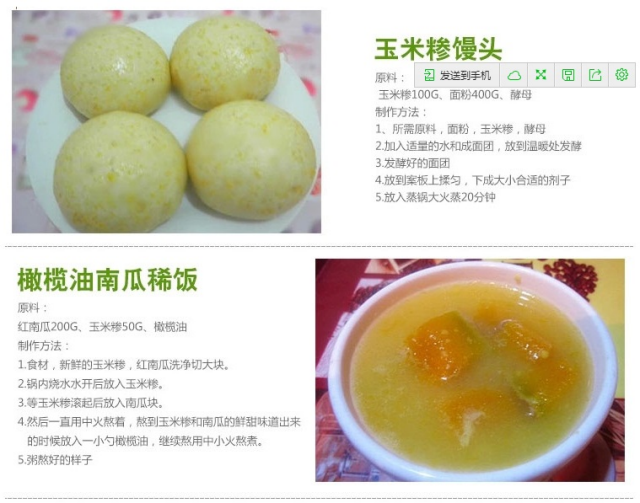 玉米糁馒头
原料：
发送到手机
玉米糁100G、面粉400G、酵母
制作方法：
1、所需原料，面粉，玉米糁，酵母
2.加入适量的水和成面团，放到温暖处发酵
3.发酵好的面团
4.放到案板上揉匀，下成大小合适的剂子
5.放入蒸锅大火蒸20分钟
橄榄油南瓜稀饭
原料：
红南瓜200G、玉米糁50G、橄榄油
制作方法：
1.食材，新鲜的玉米糁，红南瓜洗净切大块。
2.锅内烧水水开后放入玉米糁。
3.等玉米糁滚起后放入南瓜块。
4.然后一直用中火熬着，熬到玉米糁和南瓜的鲜甜味道出来
的时候放入一小勺橄榄油，继续熬用中小火熬煮。
5.粥熬好的样子